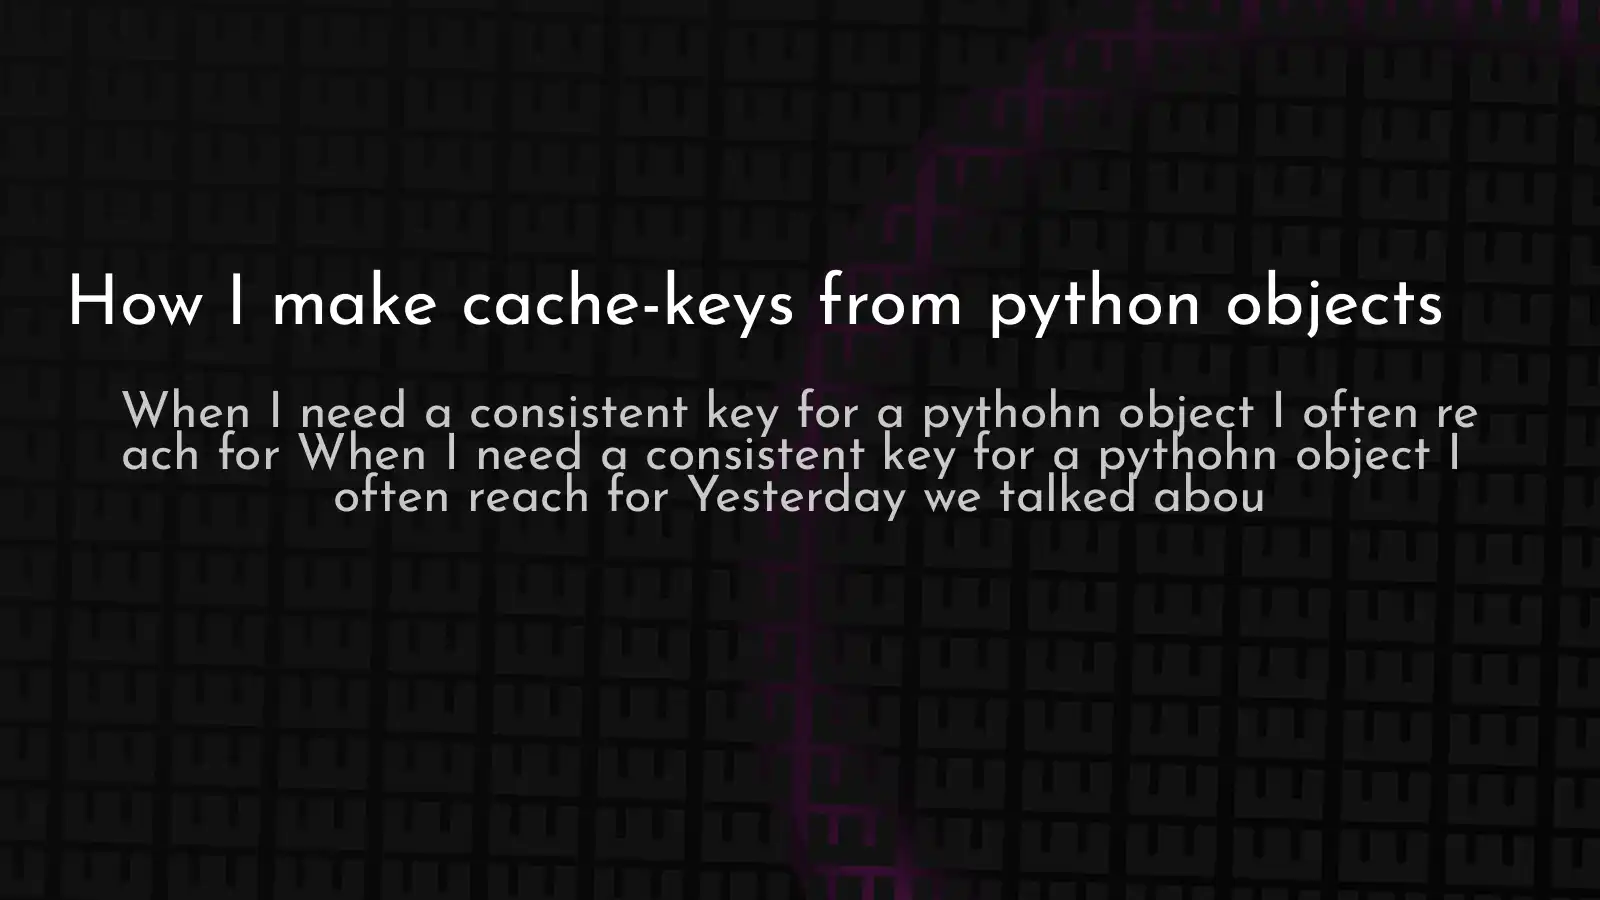 How I make cache-keys from python objects
When I need a consistent key for a pythohn object I often re
ach for When I need a consistent key for a pythohn object I
often reach for Yesterday we talked abou